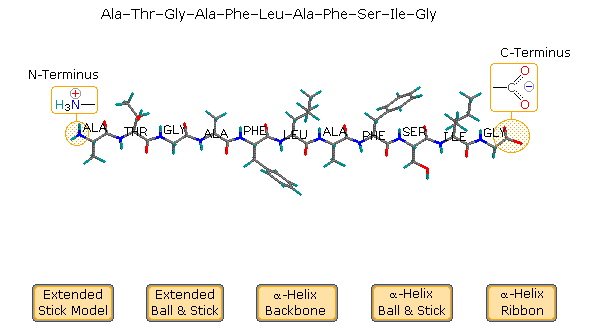 Ala–Thr–Gly–Ala–Phe–Leu–Ala–Phe–Ser–Ile–Gly
C-Terminus
N-Terminus
O
C
O
H3N
ALA THR GLY ALA PHE LEU ALA PHE SER ILE GLY
Extended
Stick Model
Extended
Ball & Stick
α-Helix
Backbone
α-Helix
Ball & Stick
α-Helix
Ribbon